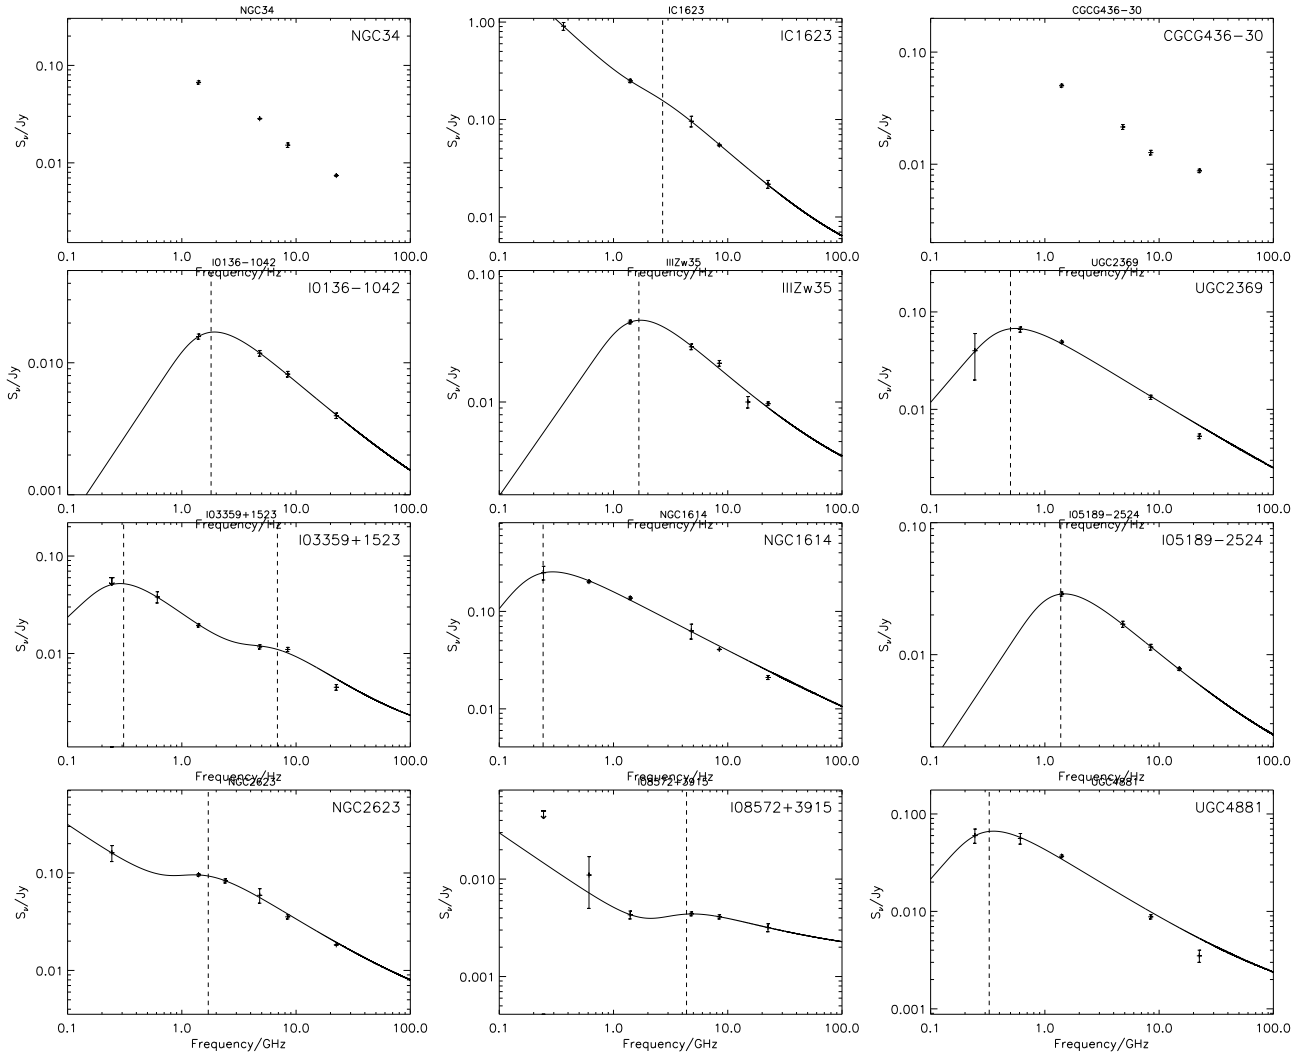 NGC34 IC1623 CGCG436-30
NGC34 IC1623 CGCG436-30
1.00
0.10 0.10
S_ν/Jy S_ν/Jy S_ν/Jy
0.10
0.01 0.01
0.01
0.1 1.0 10.0 100.0 0.1 1.0 10.0 100.0 0.1 1.0 10.0 100.0
Frequency/Hz Frequency/Hz Frequency/Hz
I0136-1042 IIIZw35 UGC2369
I0136-1042 IIIZw35 UGC2369
0.10
0.10
0.010
S_ν/Jy S_ν/Jy S_ν/Jy
0.01 0.01
0.001
0.1 1.0 10.0 100.0 0.1 1.0 10.0 100.0 0.1 1.0 10.0 100.0
Frequency/Hz Frequency/Hz Frequency/Hz
I03359+1523 NGC1614 I05189-2524
I03359+1523 NGC1614 I05189-2524
0.10 0.10
0.10
S_ν/Jy S_ν/Jy S_ν/Jy
0.01 0.01
0.01
0.1 1.0 10.0 100.0 0.1 1.0 10.0 100.0 0.1 1.0 10.0 100.0
Frequency/Hz Frequency/Hz Frequency/Hz
NGC2623 I08572+3915 UGC4881
NGC2623 I08572+3915 UGC4881
0.100
0.10 0.010
S_ν/Jy S_ν/Jy S_ν/Jy
0.010
0.01 0.001
0.001
0.1 1.0 10.0 100.0 0.1 1.0 10.0 100.0 0.1 1.0 10.0 100.0
Frequency/GHz Frequency/GHz Frequency/GHz